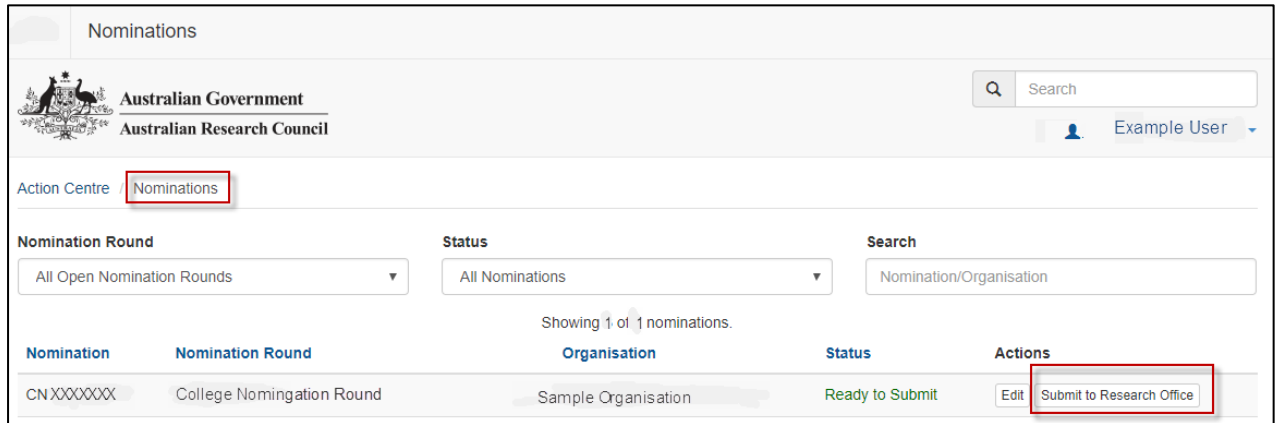 Nominations
Australian Government
Australian Research Council
Search
Example User
Action Centre / Nominations
Nomination Round Status Search
All Open Nomination Rounds All Nominations Nomination/Organisation
Showing 1 of 1 nominations.
Nomination Nomination Round Organisation Status Actions
CNXXXXXXX College Nomingation Round Sample Organisation Ready to Submit Edit Submit to Research Office